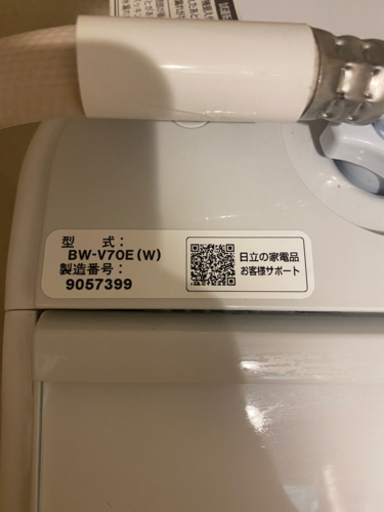 型 式:
BW-V70E(W)
製造番号:
9057399
日立の家電品
お客様サポート